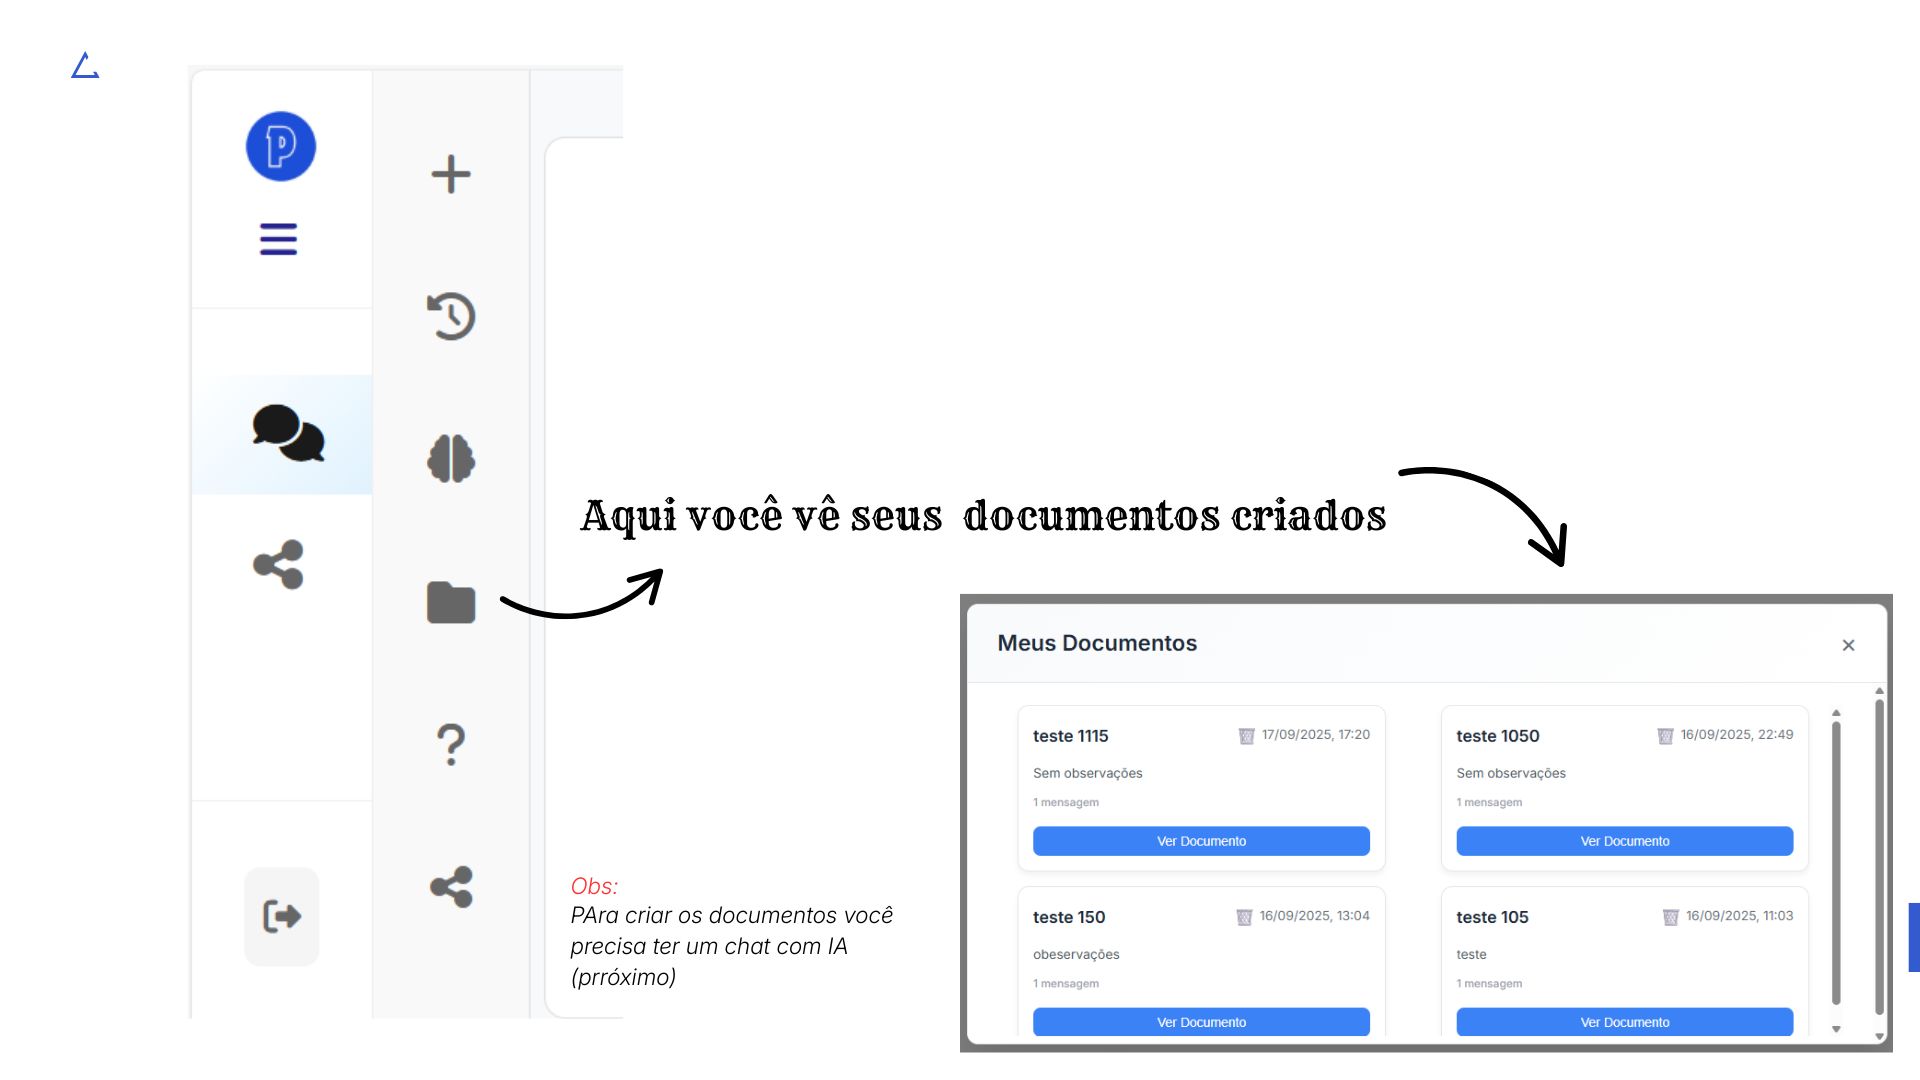 P
Aqui você vê seus documentos criados
Obs:
PAra criar os documentos você
precisa ter um chat com IA
(prróximo)
Meus Documentos
teste 1115
17/09/2025, 17:20
Sem observações
1 mensagem
Ver Documento
teste 1050
16/09/2025, 22:49
Sem observações
1 mensagem
Ver Documento
teste 150
16/09/2025, 13:04
obeservações
1 mensagem
Ver Documento
teste 105
16/09/2025, 11:03
teste
1 mensagem
Ver Documento